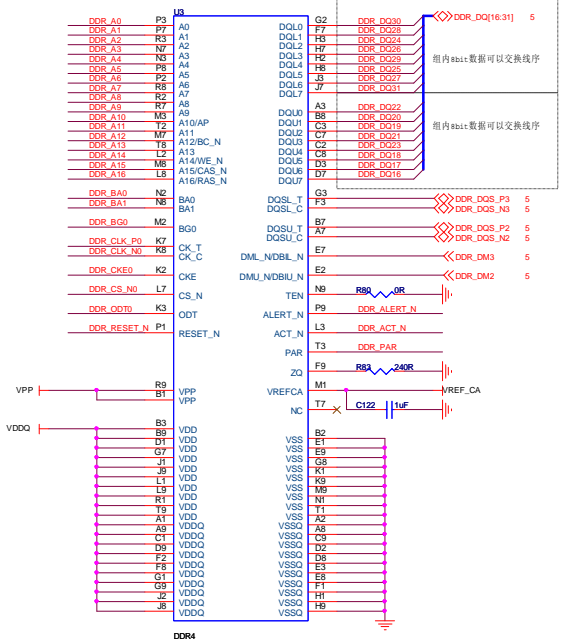 U3
DDR_A0 P3 A0 DQL0 G2 DDR_DQ30 DDR_DQ[16:31] 5
DDR_A1 P7 A1 DQL1 F7 DDR_DQ28
DDR_A2 R3 A2 DQL2 H3 DDR_DQ24
DDR_A3 N7 A3 DQL3 H7 DDR_DQ26
DDR_A4 N3 A4 DQL4 H2 DDR_DQ29 组内8bit数据可以交换线序
DDR_A5 P8 A5 DQL5 H8 DDR_DQ25
DDR_A6 P2 A6 DQL6 J3 DDR_DQ27
DDR_A7 R8 A7 DQL7 J7 DDR_DQ31
DDR_A8 R2 A8
DDR_A9 R7 A9 DQU0 A3 DDR_DQ22
DDR_A10 M3 A10/AP DQU1 B8 DDR_DQ20
DDR_A11 T2 A11 DQU2 C3 DDR_DQ19 组内8bit数据可以交换线序
DDR_A12 M7 A12/BC_N DQU3 C7 DDR_DQ21
DDR_A13 T8 A13 DQU4 C2 DDR_DQ23
DDR_A14 L2 A14/WE_N DQU5 C8 DDR_DQ18
DDR_A15 M8 A15/CAS_N DQU6 D3 DDR_DQ17
DDR_A16 L8 A16/RAS_N DQU7 D7 DDR_DQ16
DDR_BA0 N2 BA0 DQSL_T G3 DDR_DQS_P3 5
DDR_BA1 N8 BA1 DQSL_C F3 DDR_DQS_N3 5
DDR_BG0 M2 BG0 DQSU_T B7 DDR_DQS_P2 5
DQSU_C A7 DDR_DQS_N2 5
DDR_CLK_P0 K7 CK_T
DDR_CLK_N0 K8 CK_C DML_N/DBIL_N E7 DDR_DM3 5
DDR_CKE0 K2 CKE DMU_N/DBIU_N E2 DDR_DM2 5
DDR_CS_N0 L7 CS_N TEN N9 R80 0R
DDR_ODT0 K3 ODT ALERT_N P9 DDR_ALERT_N
DDR_RESET_N P1 RESET_N ACT_N L3 DDR_ACT_N
PAR T3 DDR_PAR
ZQ F9 R83 240R
VPP R9 VPP VREFCA M1 VREF_CA
B1 VPP
NC T7 C122 1uF
VDDQ B3 VDD
B9 VDD VSS B2
D1 VDD VSS E1
G7 VDD VSS E9
J1 VDD VSS G8
J9 VDD VSS K1
L1 VDD VSS K9
L9 VDD VSS M9
R1 VDD VSS N1
T9 VDD VSS T1
A1 VDDQ VSSQ A2
A9 VDDQ VSSQ A8
C1 VDDQ VSSQ C9
D9 VDDQ VSSQ D2
F2 VDDQ VSSQ D8
F8 VDDQ VSSQ E3
G1 VDDQ VSSQ E8
G9 VDDQ VSSQ F1
J2 VDDQ VSSQ H1
J8 VDDQ VSSQ H9
DDR4